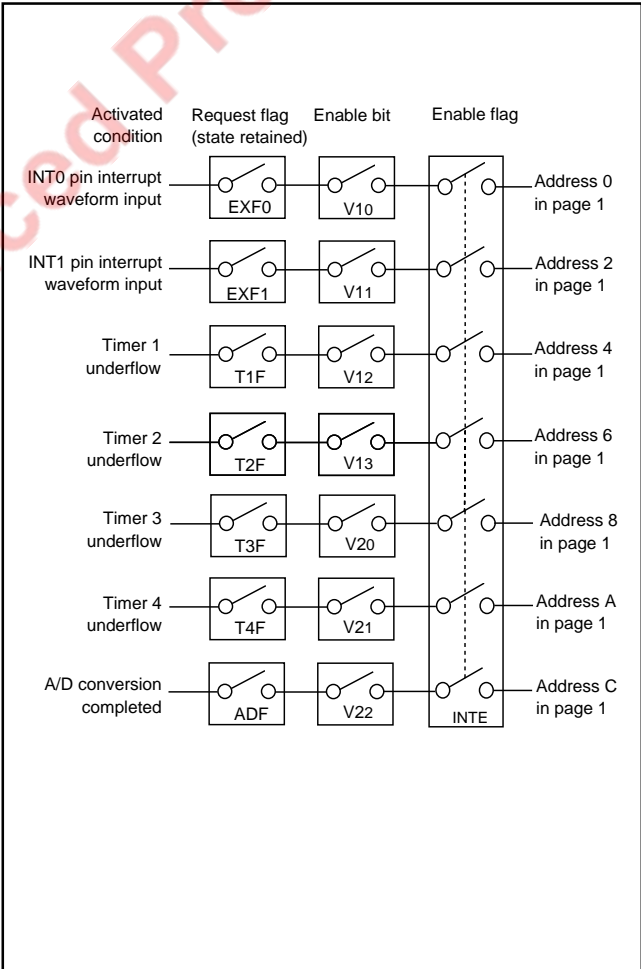 Activated condition
Request flag (state retained)
Enable bit
Enable flag
INT0 pin interrupt waveform input
EXF0
V10
Address 0 in page 1
INT1 pin interrupt waveform input
EXF1
V11
Address 2 in page 1
Timer 1 underflow
T1F
V12
Address 4 in page 1
Timer 2 underflow
T2F
V13
Address 6 in page 1
Timer 3 underflow
T3F
V20
Address 8 in page 1
Timer 4 underflow
T4F
V21
Address A in page 1
A/D conversion completed
ADF
V22
INTE
Address C in page 1